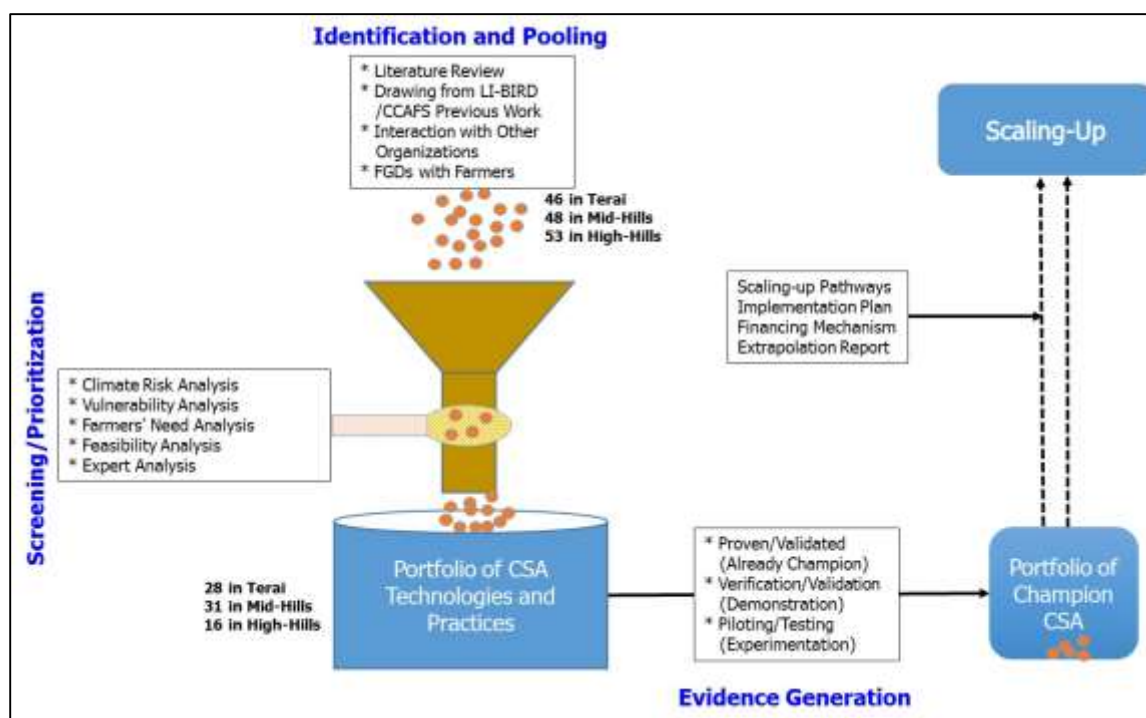 Identification and Pooling
* Literature Review
* Drawing from LI-BIRD
/CCAFS Previous Work
* Interaction with Other
Organizations
* FGDs with Farmers
46 in Terai
48 in Mid-Hills
53 in High-Hills
Scaling-Up
Scaling-up Pathways
Implementation Plan
Financing Mechanism
Extrapolation Report
Screening/Prioritization
* Climate Risk Analysis
* Vulnerability Analysis
* Farmers' Need Analysis
* Feasibility Analysis
* Expert Analysis
28 in Terai
31 in Mid-Hills
16 in High-Hills
Portfolio of CSA
Technologies and
Practices
* Proven/Validated
(Already Champion)
* Verification/Validation
(Demonstration)
* Piloting/Testing
(Experimentation)
Portfolio of
Champion
CSA
Evidence Generation